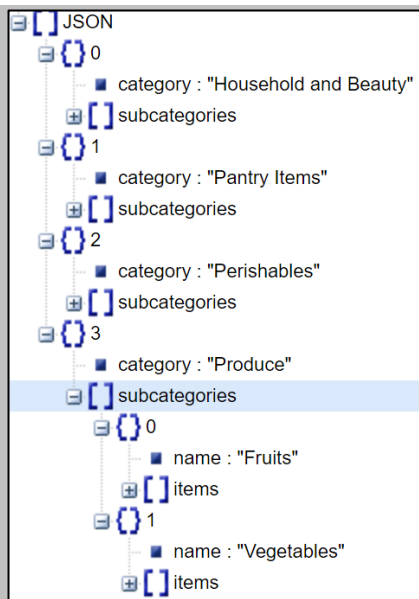 JSON
0
category : "Household and Beauty"
subcategories
1
category : "Pantry Items"
subcategories
2
category : "Perishables"
subcategories
3
category : "Produce"
subcategories
0
name : "Fruits"
items
1
name : "Vegetables"
items